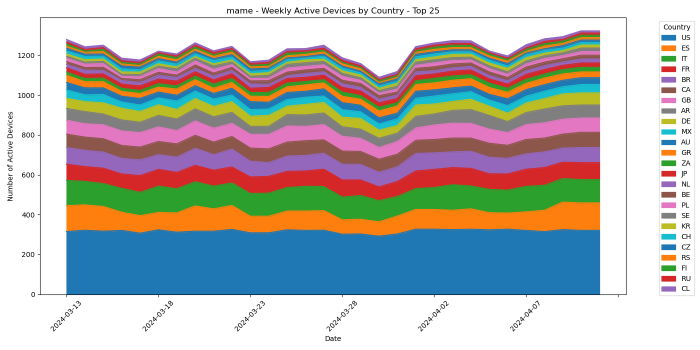 mame - Weekly Active Devices by Country - Top 25
Number of Active Devices
1200
1000
800
600
400
200
0
2024-03-13
2024-03-18
2024-03-23
2024-03-28
2024-04-02
2024-04-07
Date
Country
US
ES
IT
FR
BR
CA
GB
AR
DE
MX
AU
GR
ZA
JP
NL
BE
PL
SE
KR
CH
CZ
RS
FI
RU
CL